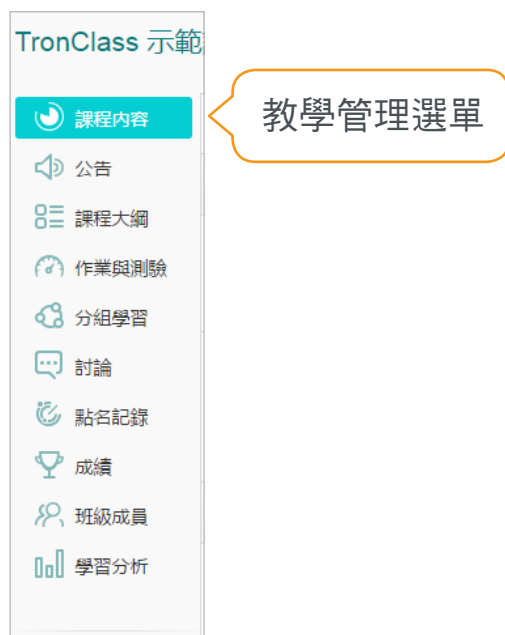 TronClass 示範
課程內容
教學管理選單
公告
課程大綱
作業與測驗
分組學習
討論
點名記錄
成績
班級成員
學習分析